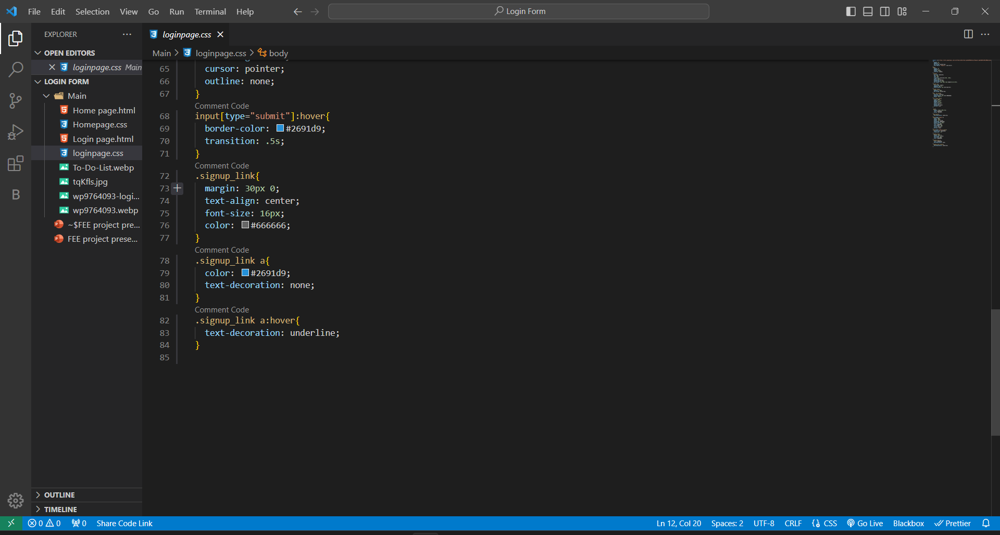 File Edit Selection View Go Run Terminal Help
Login Form
EXPLORER
OPEN EDITORS
loginpage.css Main
LOGIN FORM
Main
Home page.html
Homepage.css
Login page.html
loginpage.css
To-Do-List.webp
tqKfls.jpg
wp9764093-logi...
wp9764093.webp
~$FEE project pre...
FEE project prese...
OUTLINE
TIMELINE
loginpage.css
Main > loginpage.css > body
65 cursor: pointer;
66 outline: none;
67 }
Comment Code
68 input[type="submit"]:hover{
69 border-color: #2691d9;
70 transition: .5s;
71 }
Comment Code
72 .signup_link{
73 margin: 30px 0;
74 text-align: center;
75 font-size: 16px;
76 color: #666666;
77 }
Comment Code
78 .signup_link a{
79 color: #2691d9;
80 text-decoration: none;
81 }
Comment Code
82 .signup_link a:hover{
83 text-decoration: underline;
84 }
85
0 0 0 Share Code Link
Ln 12, Col 20 Spaces: 2 UTF-8 CRLF CSS Go Live Blackbox Prettier